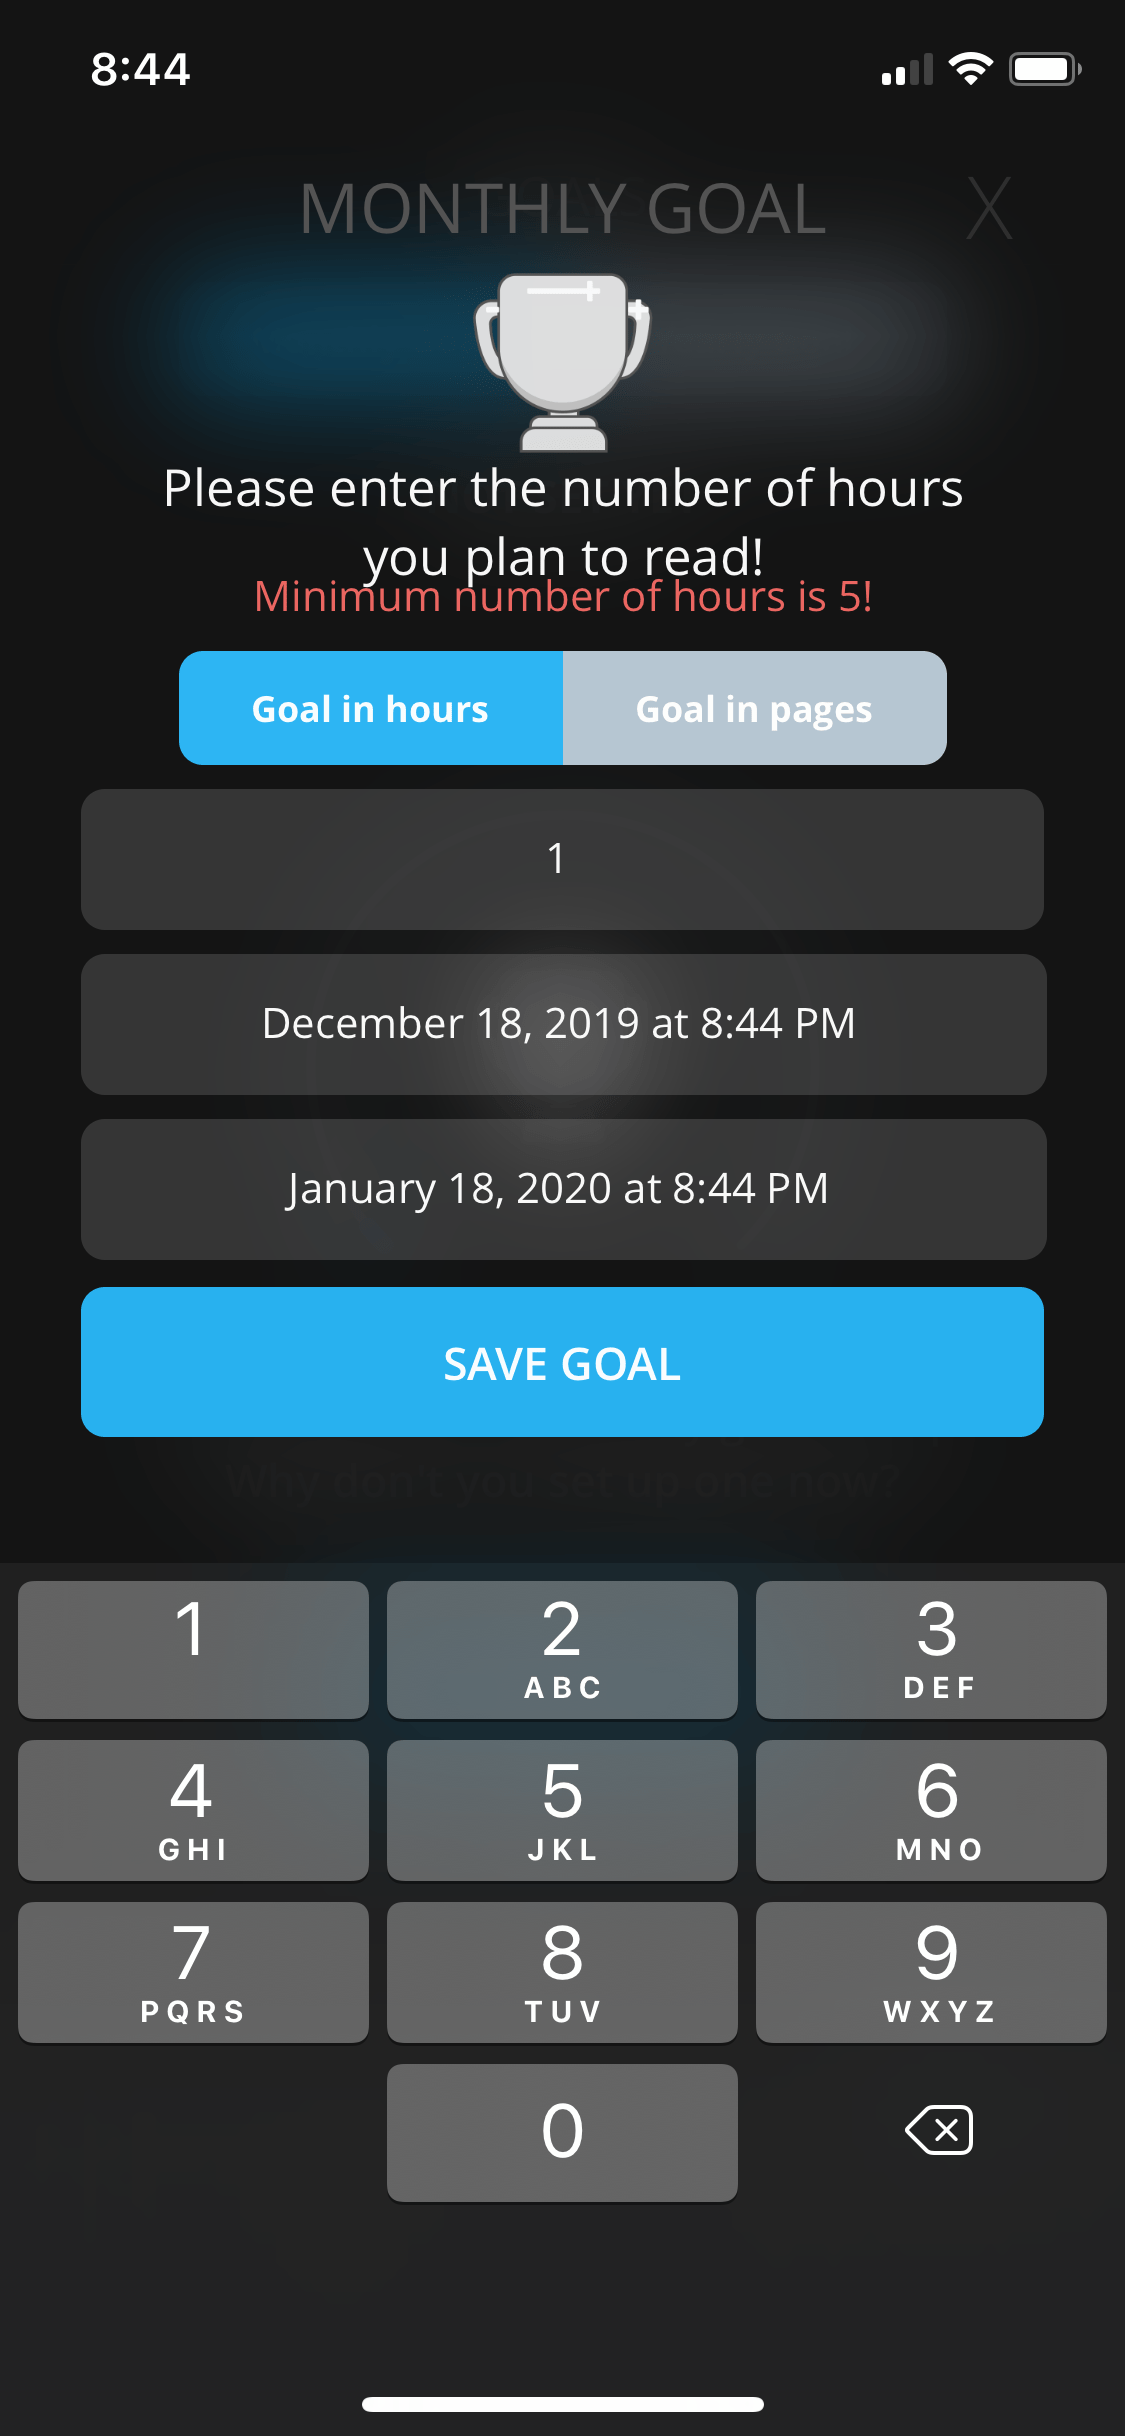 8:44
MONTHLY GOAL X
Please enter the number of hours
you plan to read!
Minimum number of hours is 5!
Goal in hours Goal in pages
1
December 18, 2019 at 8:44 PM
January 18, 2020 at 8:44 PM
SAVE GOAL
Why don't you set up one now?
1 2 3
ABC DEF
4 5 6
GHI JKL MNO
7 8 9
PQRS TUV WXYZ
0